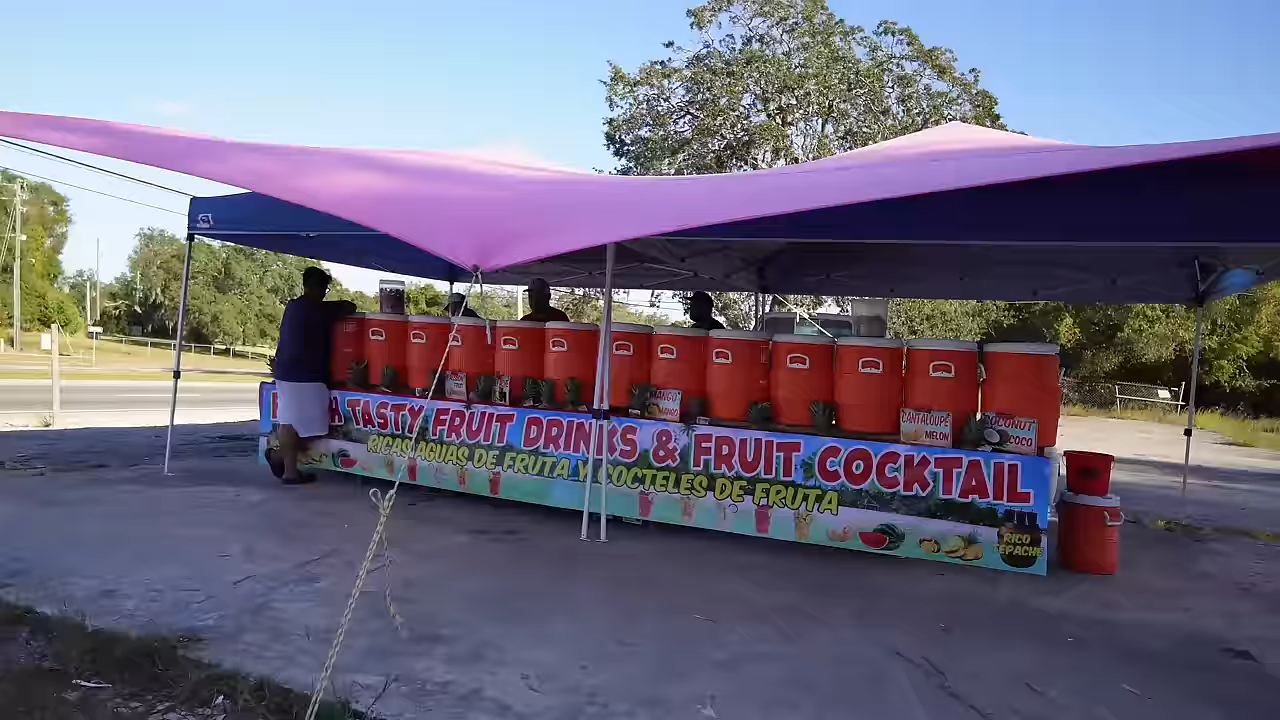 TASTY FRUIT DRINKS & FRUIT COCKTAIL
RICAS AGUAS DE FRUTA Y COCTELES DE FRUTA
RICO
TEPACHE
MANGO
MANGO
CANTALOUPE
MELON
COCONUT
COCO